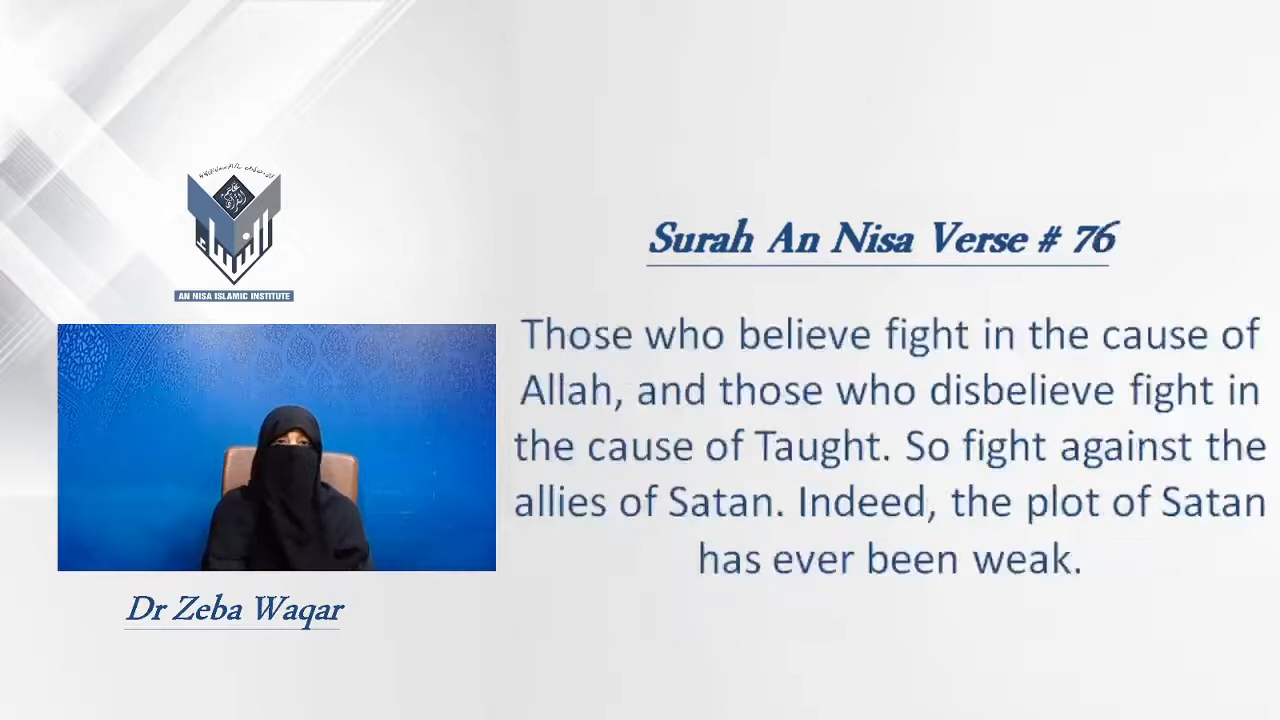 AN NISA ISLAMIC INSTITUTE
Dr Zeba Waqar
Surah An Nisa Verse # 76
Those who believe fight in the cause of
Allah, and those who disbelieve fight in
the cause of Taught. So fight against the
allies of Satan. Indeed, the plot of Satan
has ever been weak.